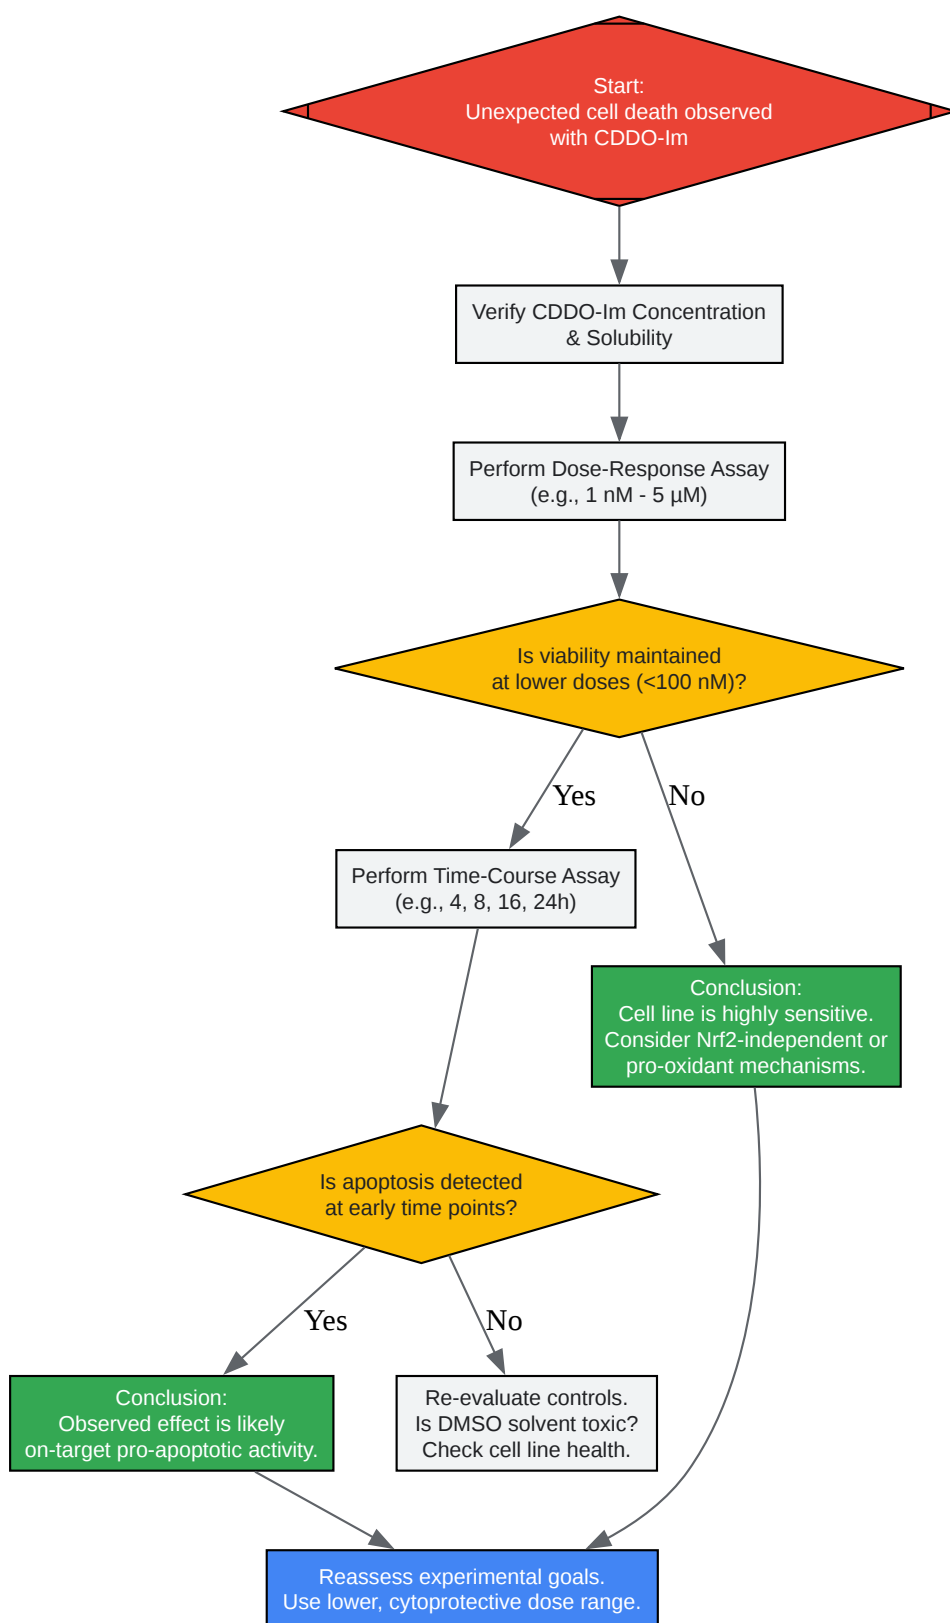 Start:
Unexpected cell death observed
with CDDO-Im
Verify CDDO-Im Concentration
& Solubility
Perform Dose-Response Assay
(e.g., 1 nM - 5 µM)
Is viability maintained
at lower doses (<100 nM)?
Yes
No
Perform Time-Course Assay
(e.g., 4, 8, 16, 24h)
Conclusion:
Cell line is highly sensitive.
Consider Nrf2-independent or
pro-oxidant mechanisms.
Is apoptosis detected
at early time points?
Yes
No
Conclusion:
Observed effect is likely
on-target pro-apoptotic activity.
Re-evaluate controls.
Is DMSO solvent toxic?
Check cell line health.
Reassess experimental goals.
Use lower, cytoprotective dose range.